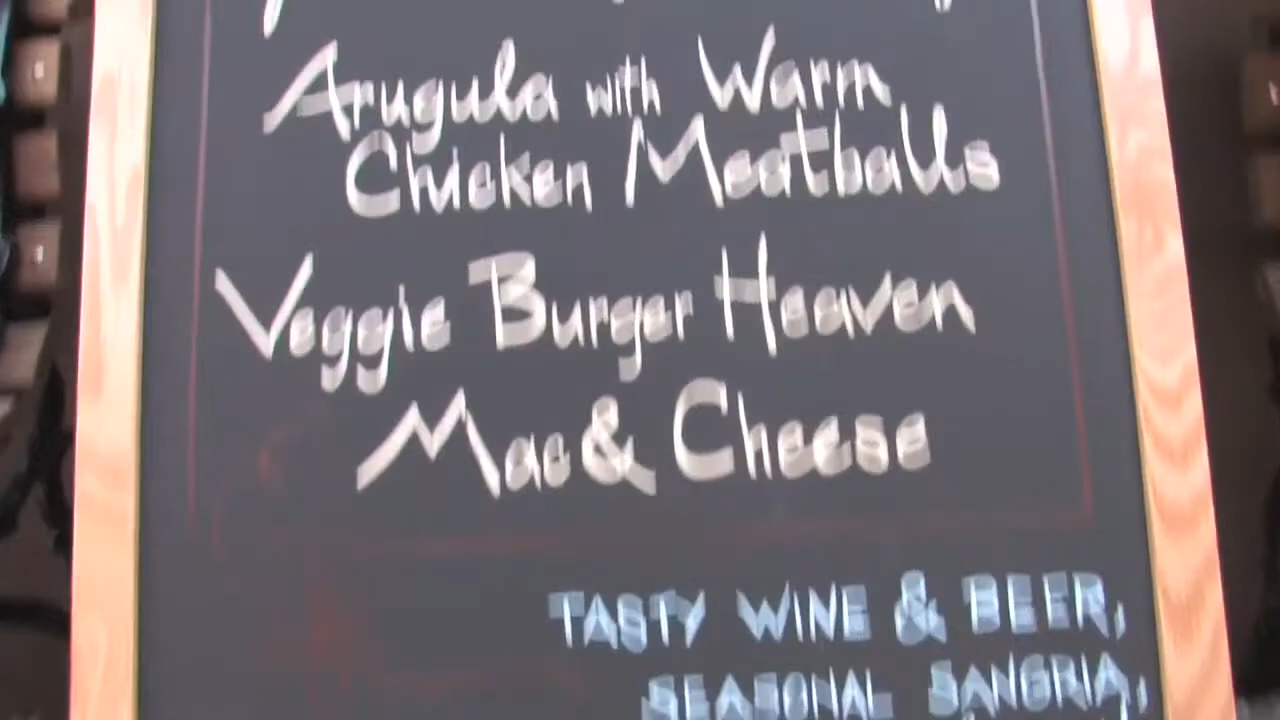 Arugula with Warm
Chicken Meatballs
Veggie Burger Heaven
Mac & Cheese
TASTY WINE & BEER,
SEASONAL SANGRIA,